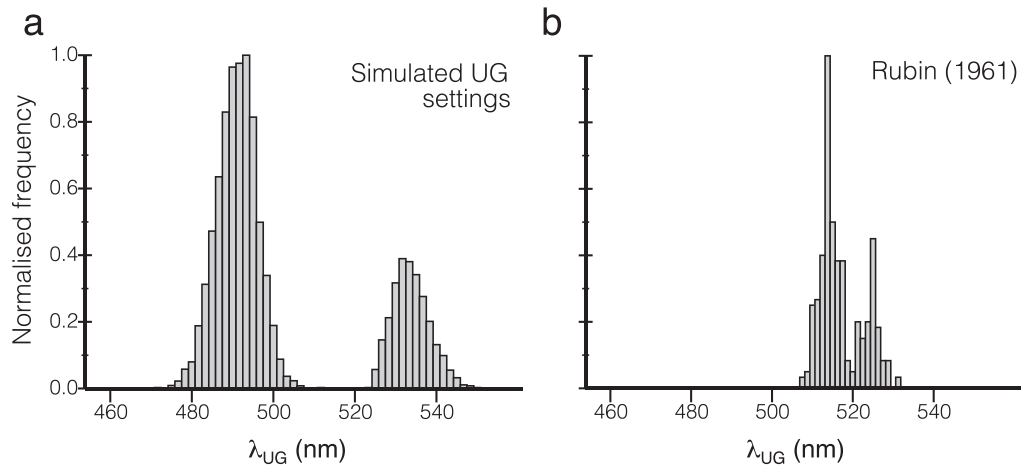 a
b
Simulated UG
settings
Rubin (1961)
Normalised frequency
1.0
0.8
0.6
0.4
0.2
0.0
460 480 500 520 540
460 480 500 520 540
λUG (nm)
λUG (nm)